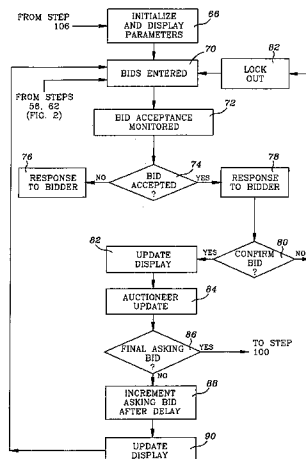 FROM STEP
106
66
INITIALIZE
AND DISPLAY
PARAMETERS
70
BIDS ENTERED
82
LOCK
OUT
FROM STEPS
58, 62
(FIG. 2)
72
BID ACCEPTANCE
MONITORED
74
BID
ACCEPTED
?
NO
YES
76
RESPONSE
TO BIDDER
78
RESPONSE
TO BIDDER
80
CONFIRM
BID
?
YES
NO
82
UPDATE
DISPLAY
84
AUCTIONEER
UPDATE
86
FINAL ASKING
BID
?
YES
TO STEP
100
NO
88
INCREMENT
ASKING BID
AFTER DELAY
90
UPDATE
DISPLAY